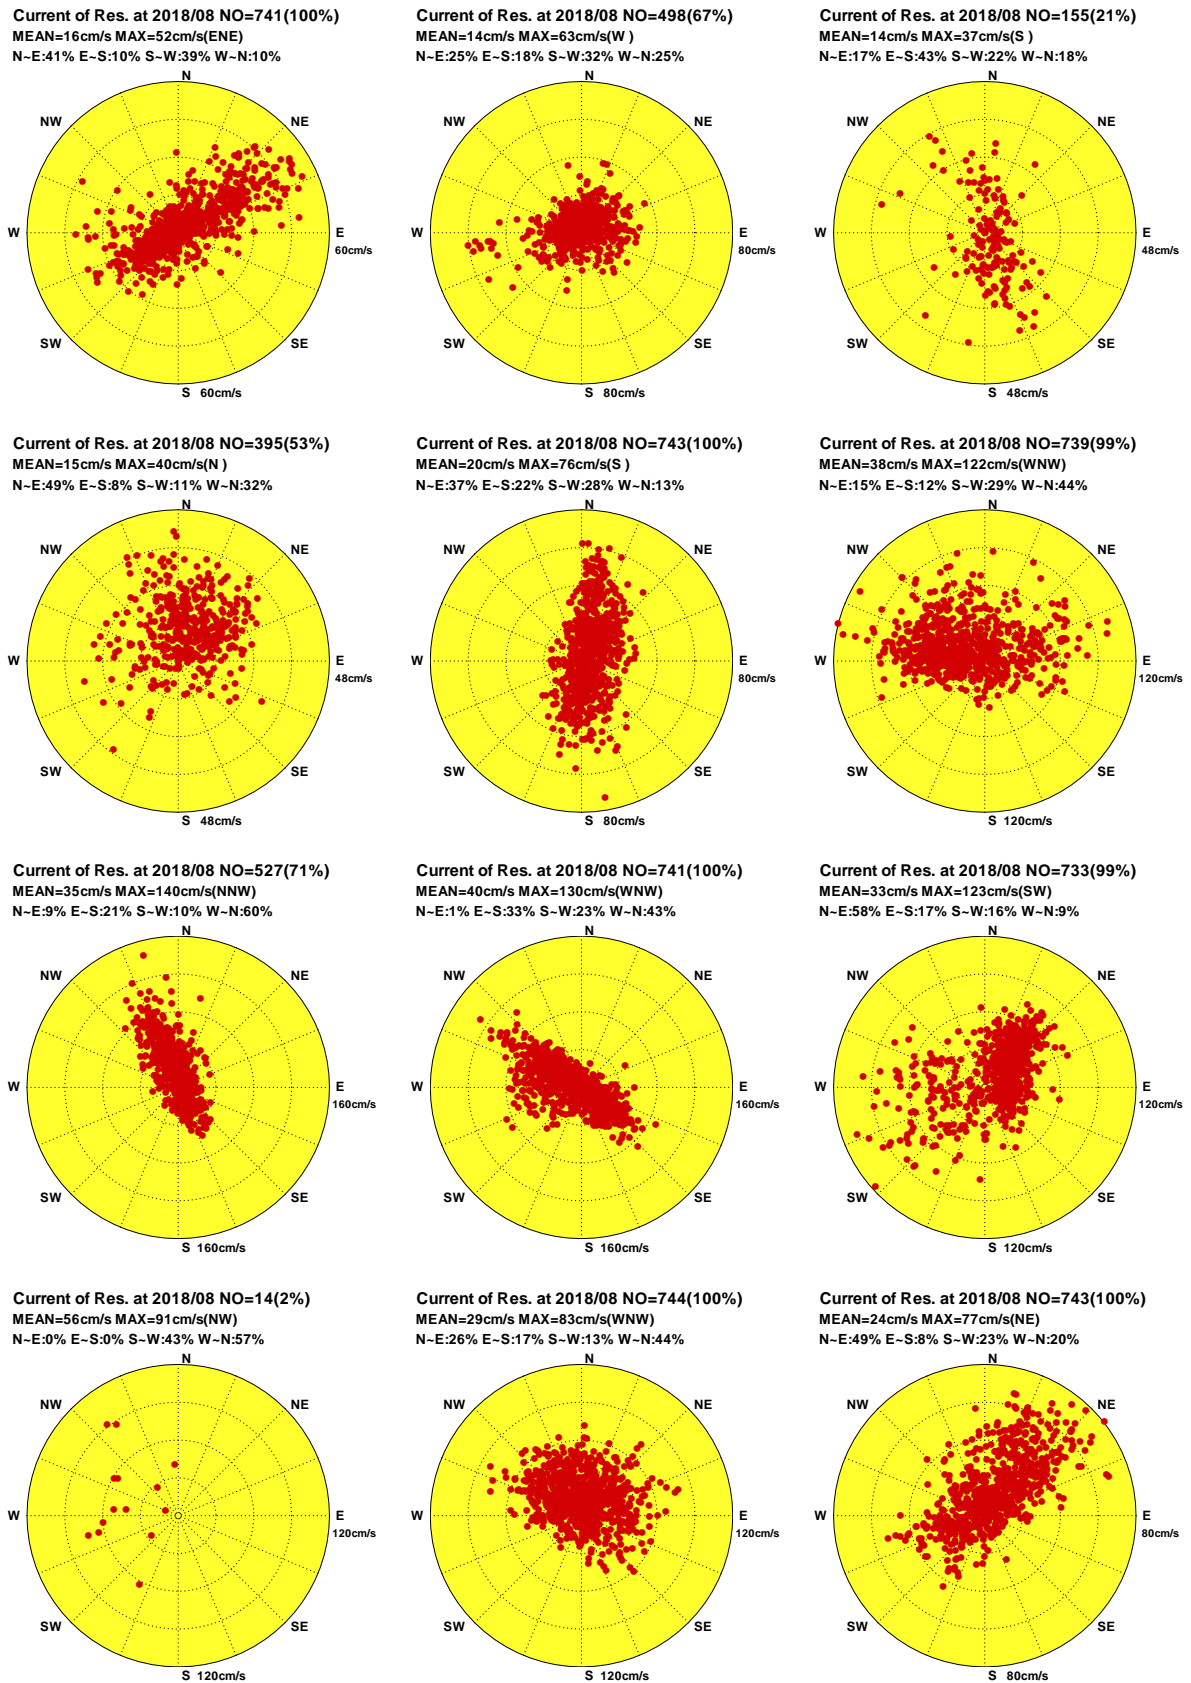 Current of Res. at 2018/08 NO=741(100%)
MEAN=16cm/s MAX=52cm/s(ENE)
N~E:41% E~S:10% S~W:39% W~N:10%
N
NW
NE
W
E
60cm/s
SW
SE
S 60cm/s
Current of Res. at 2018/08 NO=498(67%)
MEAN=14cm/s MAX=63cm/s(W )
N~E:25% E~S:18% S~W:32% W~N:25%
N
NW
NE
W
E
80cm/s
SW
SE
S 80cm/s
Current of Res. at 2018/08 NO=155(21%)
MEAN=14cm/s MAX=37cm/s(S )
N~E:17% E~S:43% S~W:22% W~N:18%
N
NW
NE
W
E
48cm/s
SW
SE
S 48cm/s
Current of Res. at 2018/08 NO=395(53%)
MEAN=15cm/s MAX=40cm/s(N )
N~E:49% E~S:8% S~W:11% W~N:32%
N
NW
NE
W
E
48cm/s
SW
SE
S 48cm/s
Current of Res. at 2018/08 NO=743(100%)
MEAN=20cm/s MAX=76cm/s(S )
N~E:37% E~S:22% S~W:28% W~N:13%
N
NW
NE
W
E
80cm/s
SW
SE
S 80cm/s
Current of Res. at 2018/08 NO=739(99%)
MEAN=38cm/s MAX=122cm/s(WNW)
N~E:15% E~S:12% S~W:29% W~N:44%
N
NW
NE
W
E
120cm/s
SW
SE
S 120cm/s
Current of Res. at 2018/08 NO=527(71%)
MEAN=35cm/s MAX=140cm/s(NNW)
N~E:9% E~S:21% S~W:10% W~N:60%
N
NW
NE
W
E
160cm/s
SW
SE
S 160cm/s
Current of Res. at 2018/08 NO=741(100%)
MEAN=40cm/s MAX=130cm/s(WNW)
N~E:1% E~S:33% S~W:23% W~N:43%
N
NW
NE
W
E
160cm/s
SW
SE
S 160cm/s
Current of Res. at 2018/08 NO=733(99%)
MEAN=33cm/s MAX=123cm/s(SW)
N~E:58% E~S:17% S~W:16% W~N:9%
N
NW
NE
W
E
120cm/s
SW
SE
S 120cm/s
Current of Res. at 2018/08 NO=14(2%)
MEAN=56cm/s MAX=91cm/s(NW)
N~E:0% E~S:0% S~W:43% W~N:57%
N
NW
NE
W
E
120cm/s
SW
SE
S 120cm/s
Current of Res. at 2018/08 NO=744(100%)
MEAN=29cm/s MAX=83cm/s(WNW)
N~E:26% E~S:17% S~W:13% W~N:44%
N
NW
NE
W
E
120cm/s
SW
SE
S 120cm/s
Current of Res. at 2018/08 NO=743(100%)
MEAN=24cm/s MAX=77cm/s(NE)
N~E:49% E~S:8% S~W:23% W~N:20%
N
NW
NE
W
E
80cm/s
SW
SE
S 80cm/s